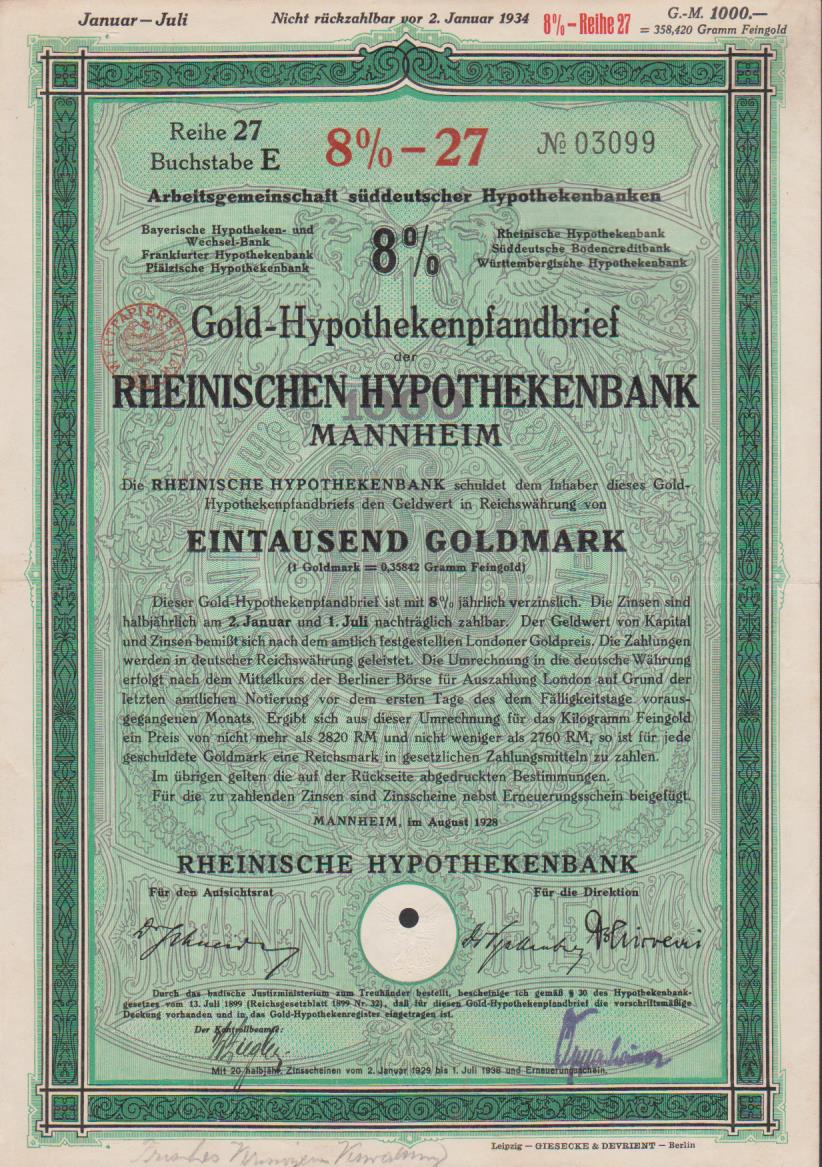 Januar—Juli
Nicht rückzahlbar vor 2. Januar 1934
8%-Reihe 27
G.-M. 1000.—
= 358,420 Gramm Feingold
Reihe 27
Buchstabe E
8%—27
№ 03099
Arbeitsgemeinschaft süddeutscher Hypothekenbanken
Bayerische Hypotheken- und
Wechsel-Bank
Frankfurter Hypothekenbank
Pfälzische Hypothekenbank
8%
Rheinische Hypothekenbank
Süddeutsche Bodencreditbank
Württembergische Hypothekenbank
Gold-Hypothekenpfandbrief
der
RHEINISCHEN HYPOTHEKENBANK
1000
MANNHEIM
Die RHEINISCHE HYPOTHEKENBANK schuldet dem Inhaber dieses Gold-
Hypothekenpfandbriefs den Geldwert in Reichswährung von
EINTAUSEND GOLDMARK
(1 Goldmark = 0,35842 Gramm Feingold)
Dieser Gold-Hypothekenpfandbrief ist mit 8% jährlich verzinslich. Die Zinsen sind
halbjährlich am 2. Januar und 1. Juli nachträglich zahlbar. Der Geldwert von Kapital
und Zinsen bemißt sich nach dem amtlich festgestellten Londoner Goldpreis. Die Zahlungen
werden in deutscher Reichswährung geleistet. Die Umrechnung in die deutsche Währung
erfolgt nach dem Mittelkurs der Berliner Börse für Auszahlung London auf Grund der
letzten amtlichen Notierung vor dem ersten Tage des dem Fälligkeitstage voraus-
gegangenen Monats. Ergibt sich aus dieser Umrechnung für das Kilogramm Feingold
ein Preis von nicht mehr als 2820 RM und nicht weniger als 2760 RM, so ist für jede
geschuldete Goldmark eine Reichsmark in gesetzlichen Zahlungsmitteln zu zahlen.
Im übrigen gelten die auf der Rückseite abgedruckten Bestimmungen.
Für die zu zahlenden Zinsen sind Zinsscheine nebst Erneuerungsschein beigefügt.
MANNHEIM, im August 1928
RHEINISCHE HYPOTHEKENBANK
Für den Aufsichtsrat
Für die Direktion
MANNHEIM
Durch das badische Justizministerium zum Treuhänder bestellt, bescheinige ich gemäß § 30 des Hypothekenbank-
gesetzes vom 13. Juli 1899 (Reichsgesetzblatt 1899 Nr. 32), daß für diesen Gold-Hypothekenpfandbrief die vorschriftsmäßige
Deckung vorhanden und in das Gold-Hypothekenregister eingetragen ist.
Der Kontrollbeamte:
Mit 20 halbjähr. Zinsscheinen vom 2. Januar 1929 bis 1. Juli 1938 und Erneuerungsschein.
Leipzig — GIESECKE & DEVRIENT — Berlin